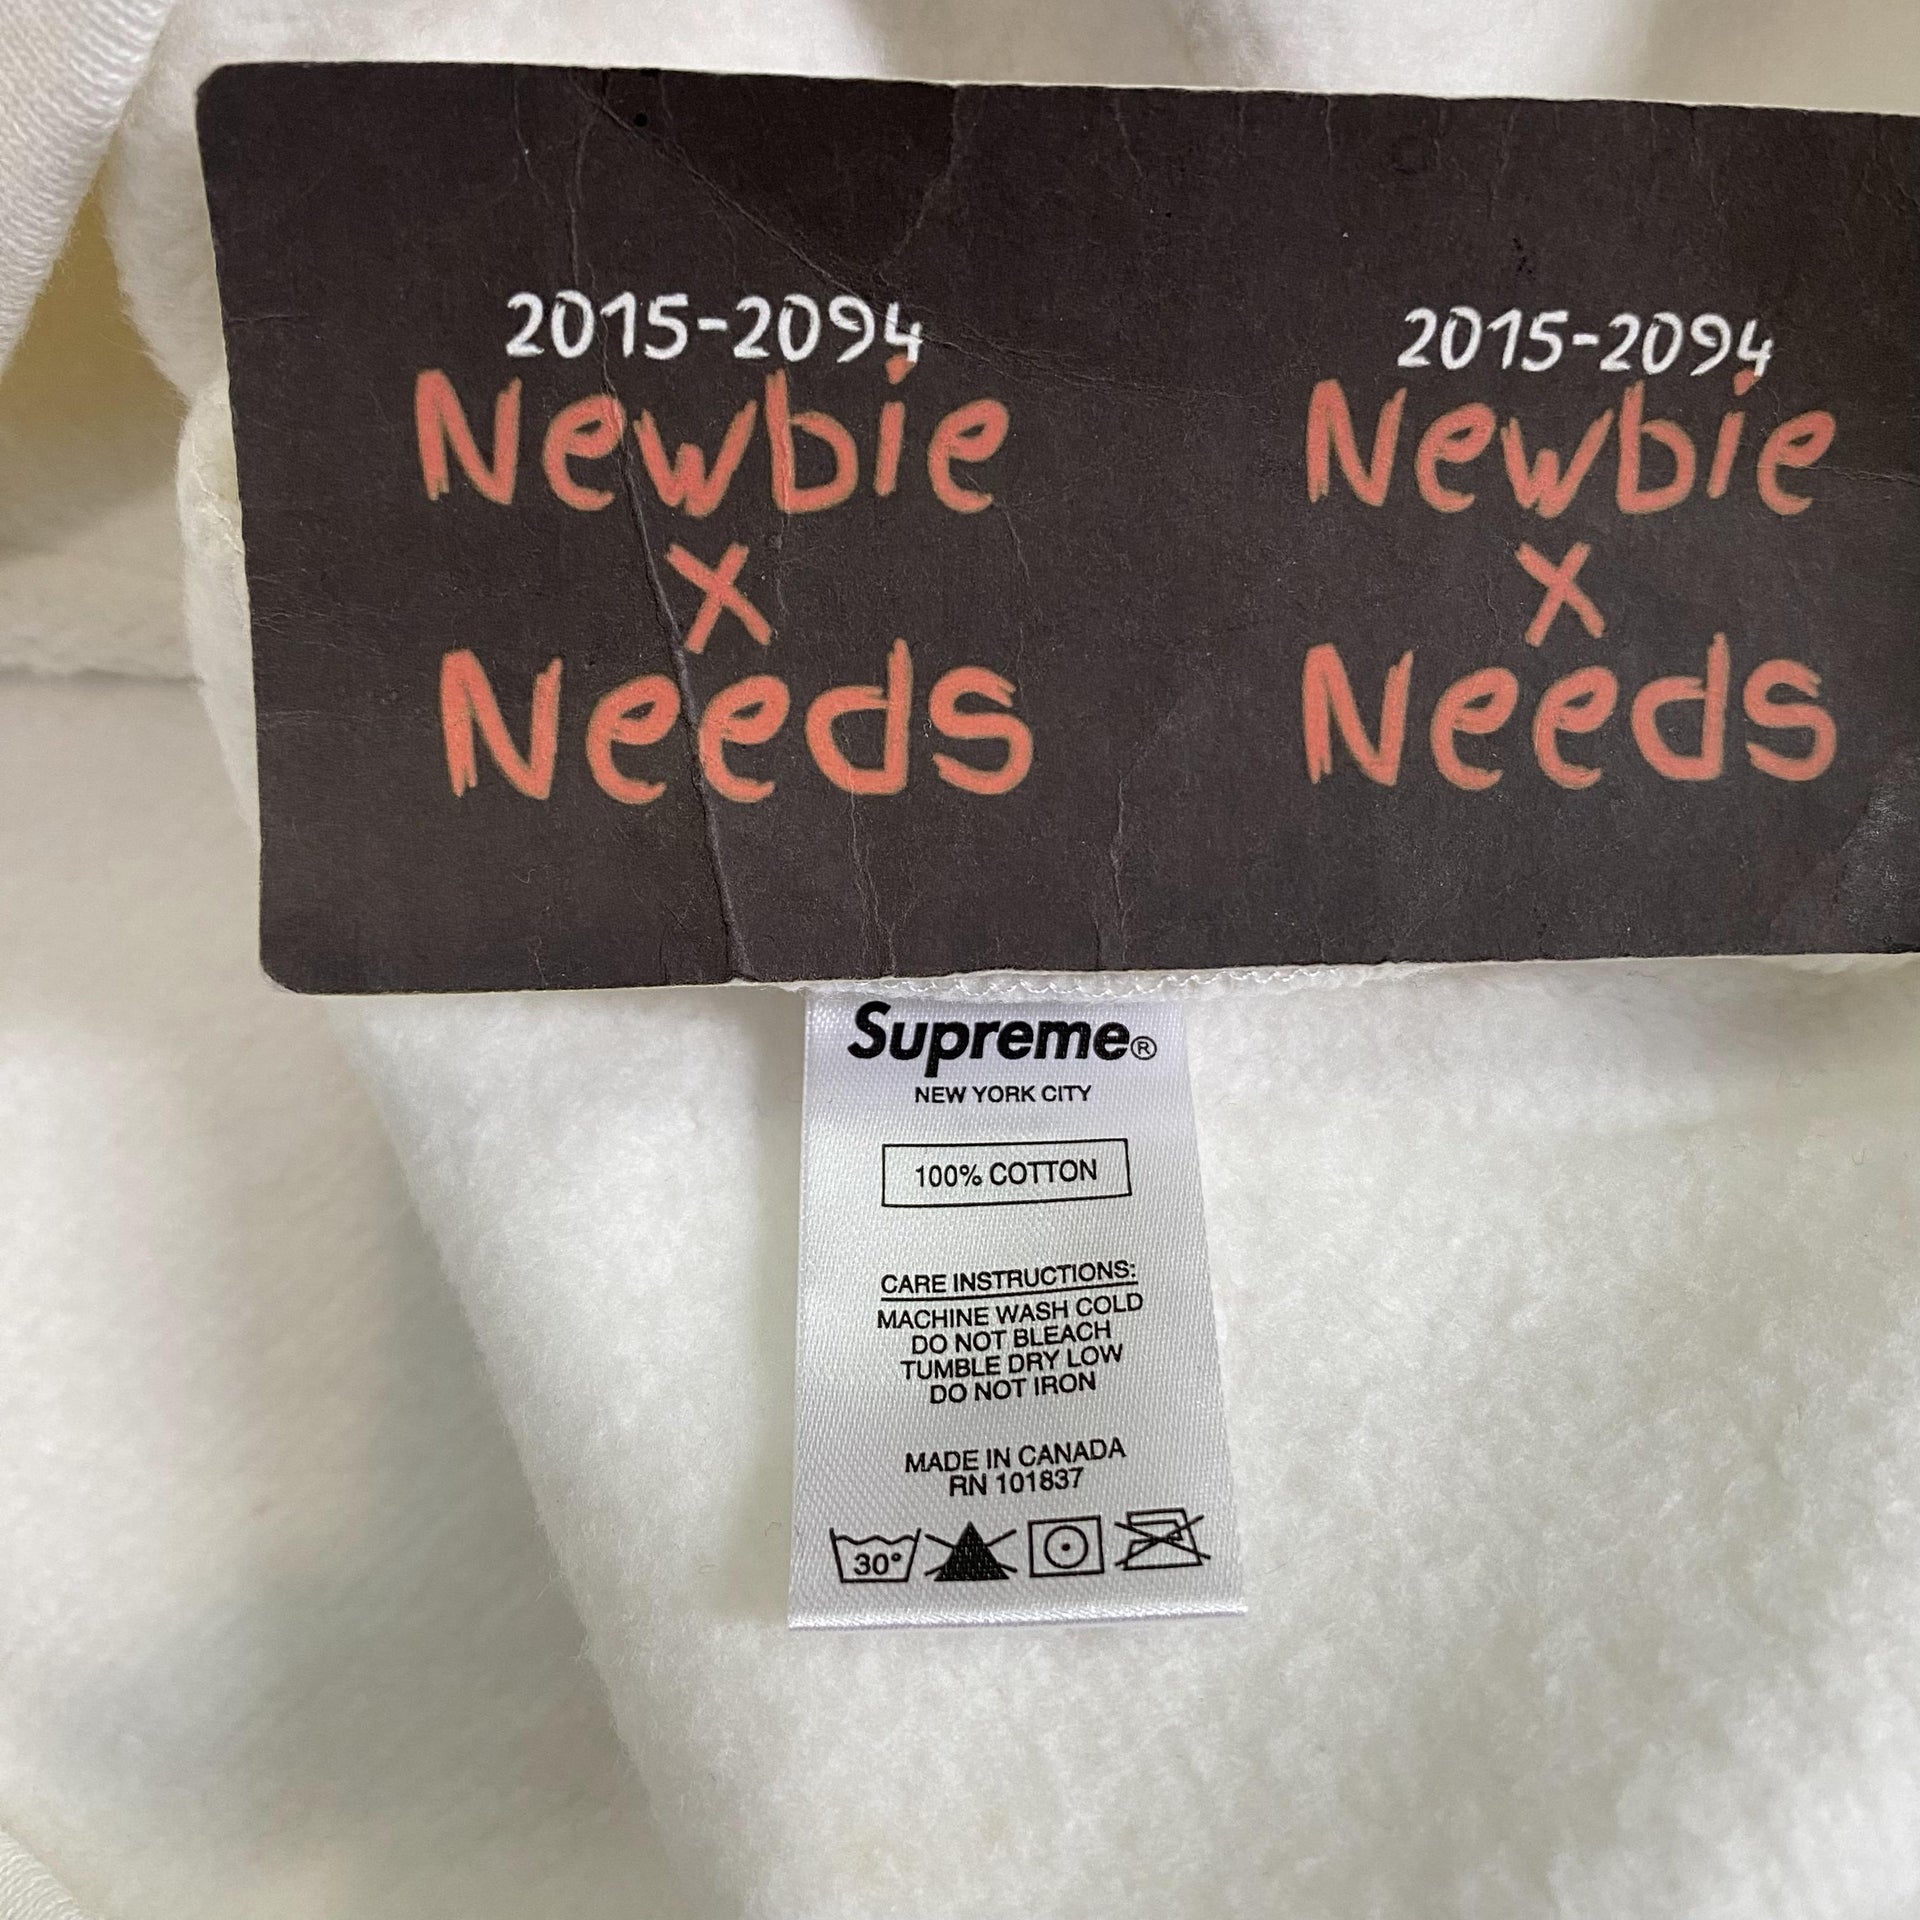 2015-2094 2015-2094
Newbie Newbie
x x
Needs Needs
Supreme®
NEW YORK CITY
100% COTTON
CARE INSTRUCTIONS:
MACHINE WASH COLD
DO NOT BLEACH
TUMBLE DRY LOW
DO NOT IRON
MADE IN CANADA
RN 101837
30°